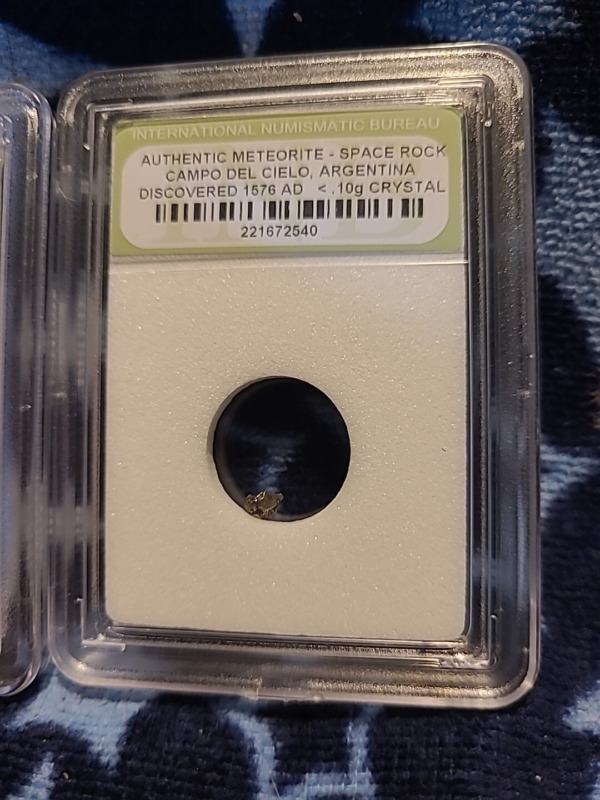 INTERNATIONAL NUMISMATIC BUREAU
AUTHENTIC METEORITE - SPACE ROCK
CAMPO DEL CIELO, ARGENTINA
DISCOVERED 1576 AD < .10g CRYSTAL
221672540